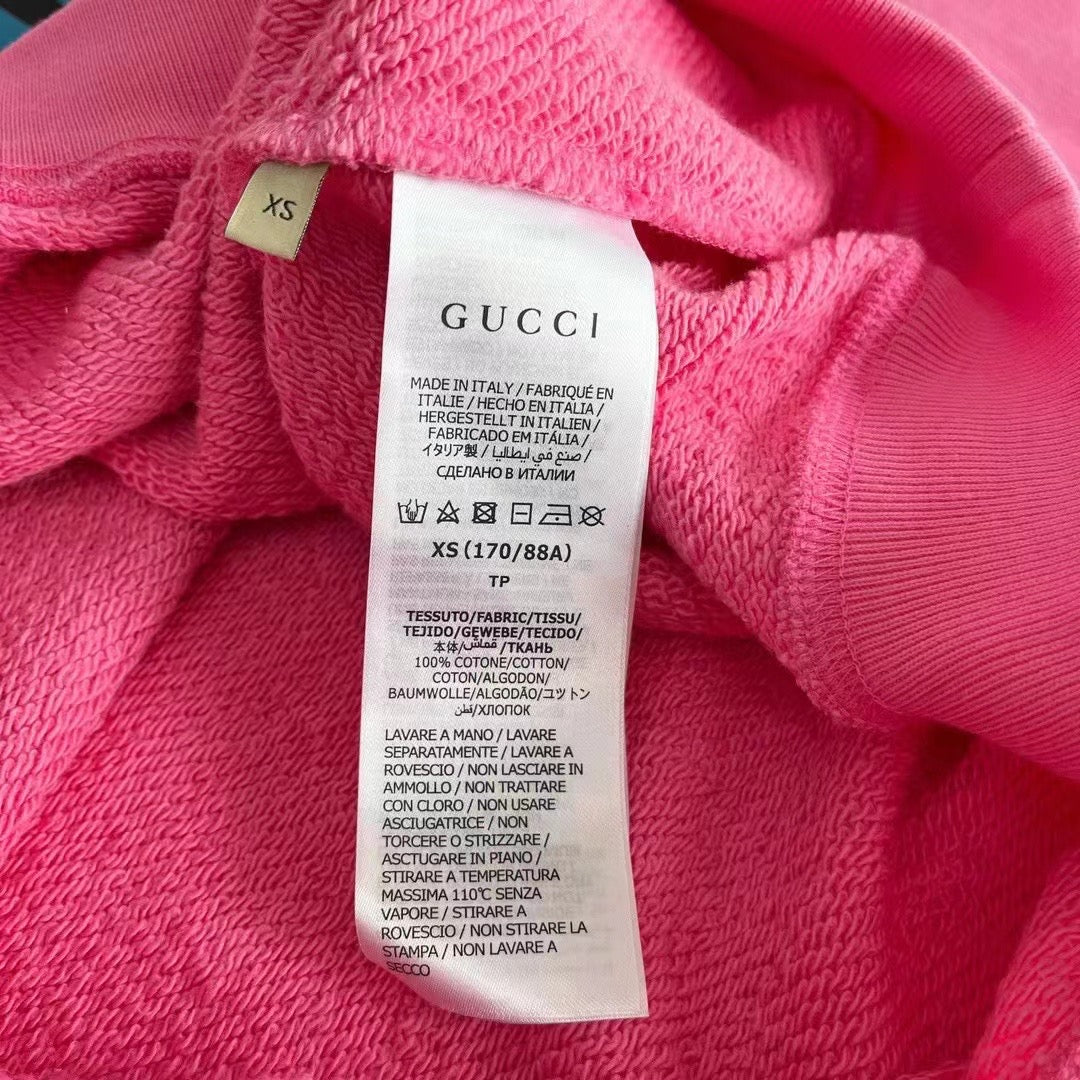 XS
GUCCI
MADE IN ITALY / FABRIQUÉ EN
ITALIE / HECHO EN ITALIA /
HERGESTELLT IN ITALIEN /
FABRICADO EM ITÁLIA /
イタリア製 / صنع في ايطاليا /
СДЕЛАНО В ИТАЛИИ
XS (170/88A)
TP
TESSUTO/FABRIC/TISSU/
TEJIDO/GEWEBE/TECIDO/
本体/قماش/ТКАНЬ
100% COTONE/COTTON/
COTON/ALGODON/
BAUMWOLLE/ALGODÃO/コツトン
/قطن/ХЛОПОК
LAVARE A MANO / LAVARE
SEPARATAMENTE / LAVARE A
ROVESCIO / NON LASCIARE IN
AMMOLLO / NON TRATTARE
CON CLORO / NON USARE
ASCIUGATRICE / NON
TORCERE O STRIZZARE /
ASCTUGARE IN PIANO /
STIRARE A TEMPERATURA
MASSIMA 110℃ SENZA
VAPORE / STIRARE A
ROVESCIO / NON STIRARE LA
STAMPA / NON LAVARE A
SECCO